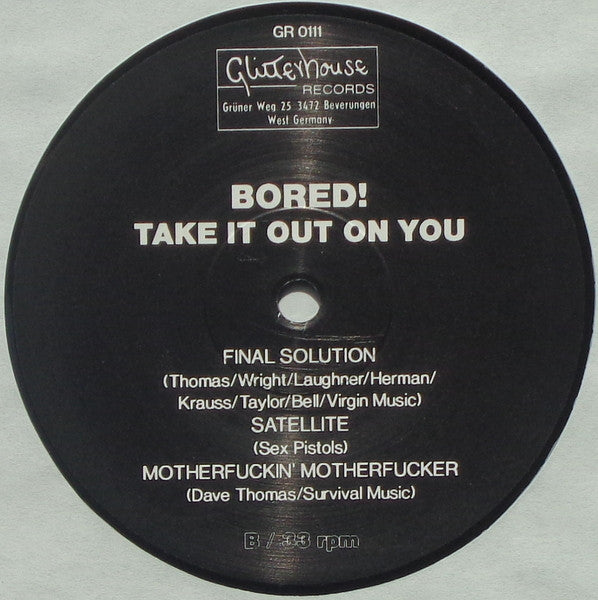 GR 0111
Glitterhouse
RECORDS
Grüner Weg 25 3472 Beverungen
West Germany
BORED!
TAKE IT OUT ON YOU
FINAL SOLUTION
(Thomas/Wright/Laughner/Herman/
Krauss/Taylor/Bell/Virgin Music)
SATELLITE
(Sex Pistols)
MOTHERFUCKIN' MOTHERFUCKER
(Dave Thomas/Survival Music)
B / 33 rpm